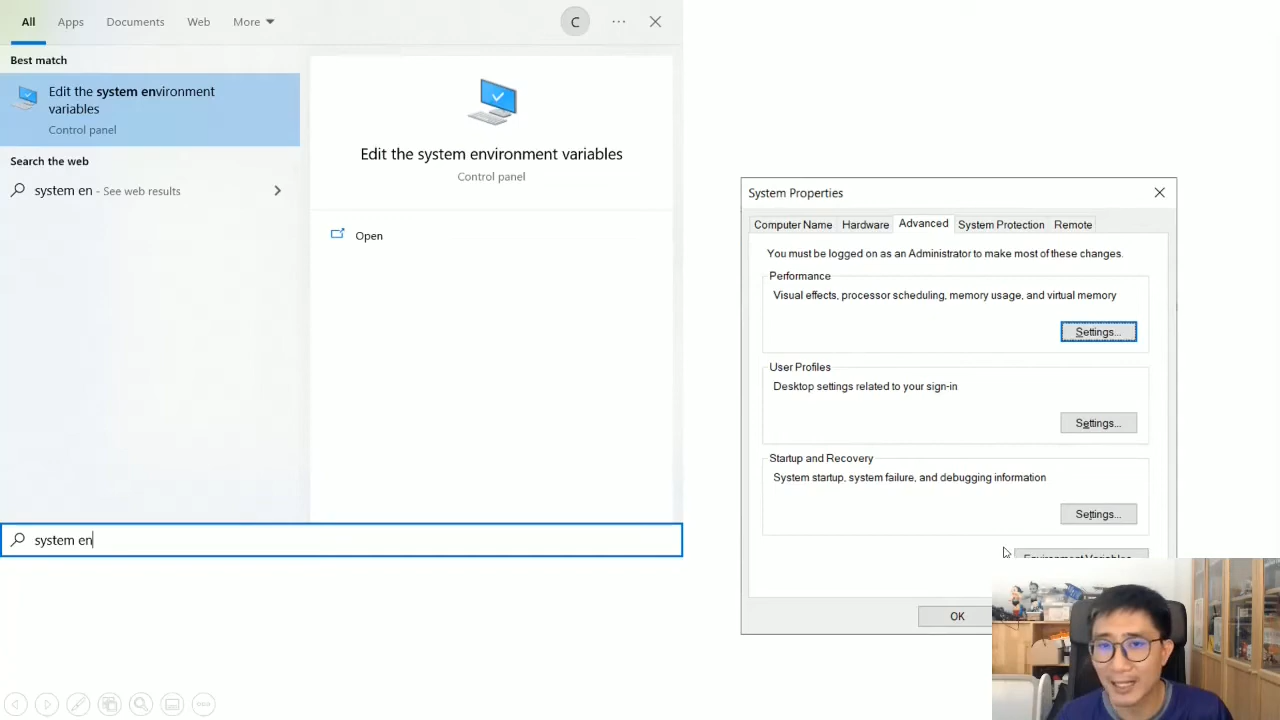 All Apps Documents Web More C
Best match
Edit the system environment
variables
Control panel
Search the web
system en - See web results
Edit the system environment variables
Control panel
Open
system en
System Properties
Computer Name Hardware Advanced System Protection Remote
You must be logged on as an Administrator to make most of these changes.
Performance
Visual effects, processor scheduling, memory usage, and virtual memory
Settings...
User Profiles
Desktop settings related to your sign-in
Settings...
Startup and Recovery
System startup, system failure, and debugging information
Settings...
Environment Variables...
OK